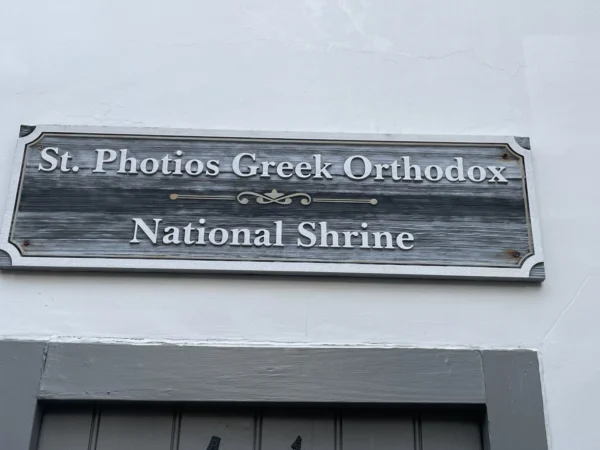 St. Photios Greek Orthodox
National Shrine